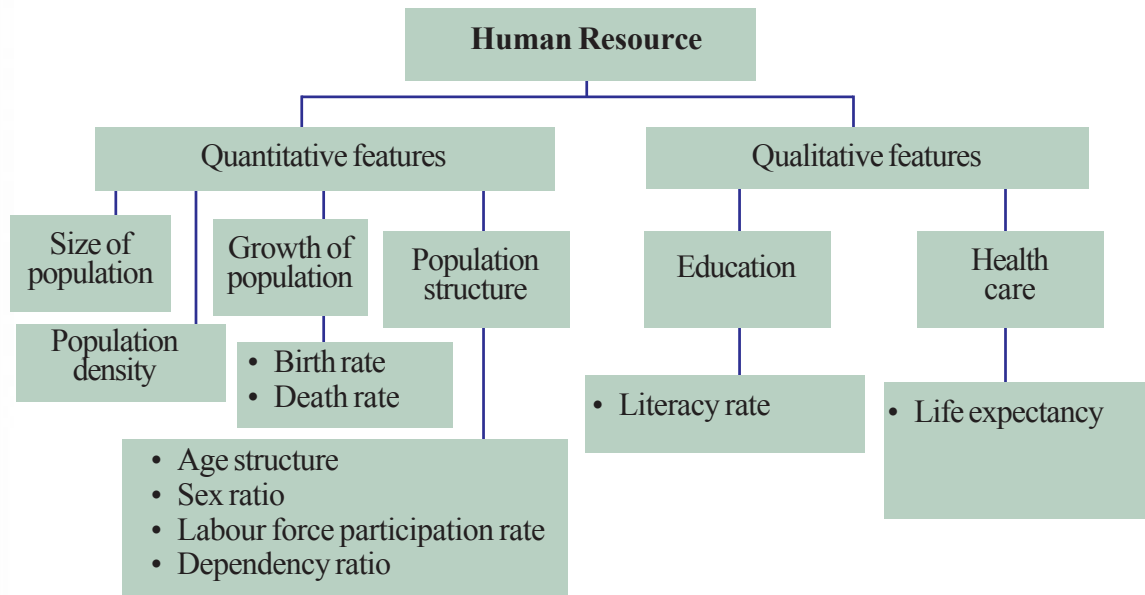 Human Resource
Quantitative features
Qualitative features
Size of
population
Population
density
Growth of
population
• Birth rate
• Death rate
Population
structure
• Age structure
• Sex ratio
• Labour force participation rate
• Dependency ratio
Education
• Literacy rate
Health
care
• Life expectancy